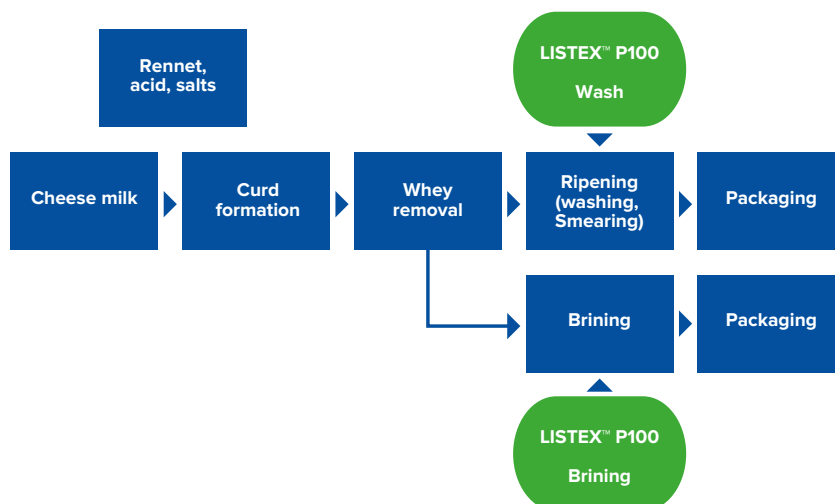 Rennet,
acid, salts
LISTEX™ P100
Wash
Cheese milk
Curd
formation
Whey
removal
Ripening
(washing,
Smearing)
Packaging
Brining
Packaging
LISTEX™ P100
Brining